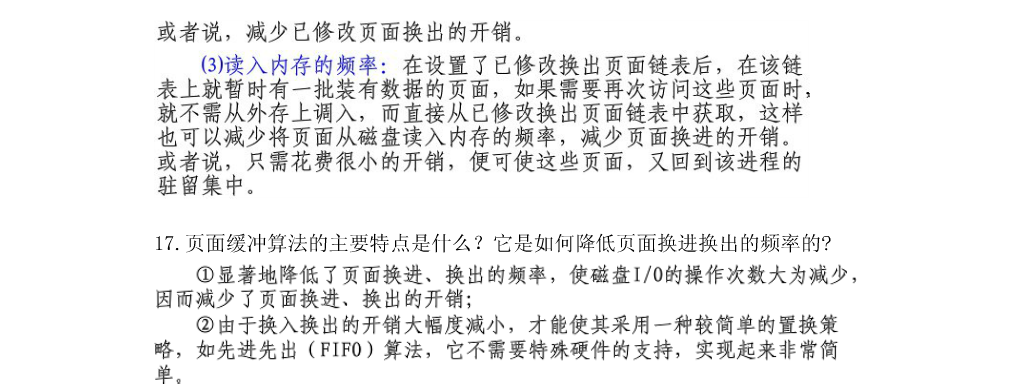 或者说，减少已修改页面换出的开销。
(3)读入内存的频率：在设置了已修改换出页面链表后，在该链
表上就暂时有一批装有数据的页面，如果需要再次访问这些页面时，
就不需从外存上调入，而直接从已修改换出页面链表中获取，这样
也可以减少将页面从磁盘读入内存的频率，减少页面换进的开销。
或者说，只需花费很小的开销，便可使这些页面，又回到该进程的
驻留集中。
17.页面缓冲算法的主要特点是什么？它是如何降低页面换进换出的频率的?
①显著地降低了页面换进、换出的频率，使磁盘I/O的操作次数大为减少，
因而减少了页面换进、换出的开销；
②由于换入换出的开销大幅度减小，才能使其采用一种较简单的置换策
略，如先进先出（FIFO）算法，它不需要特殊硬件的支持，实现起来非常简
单。